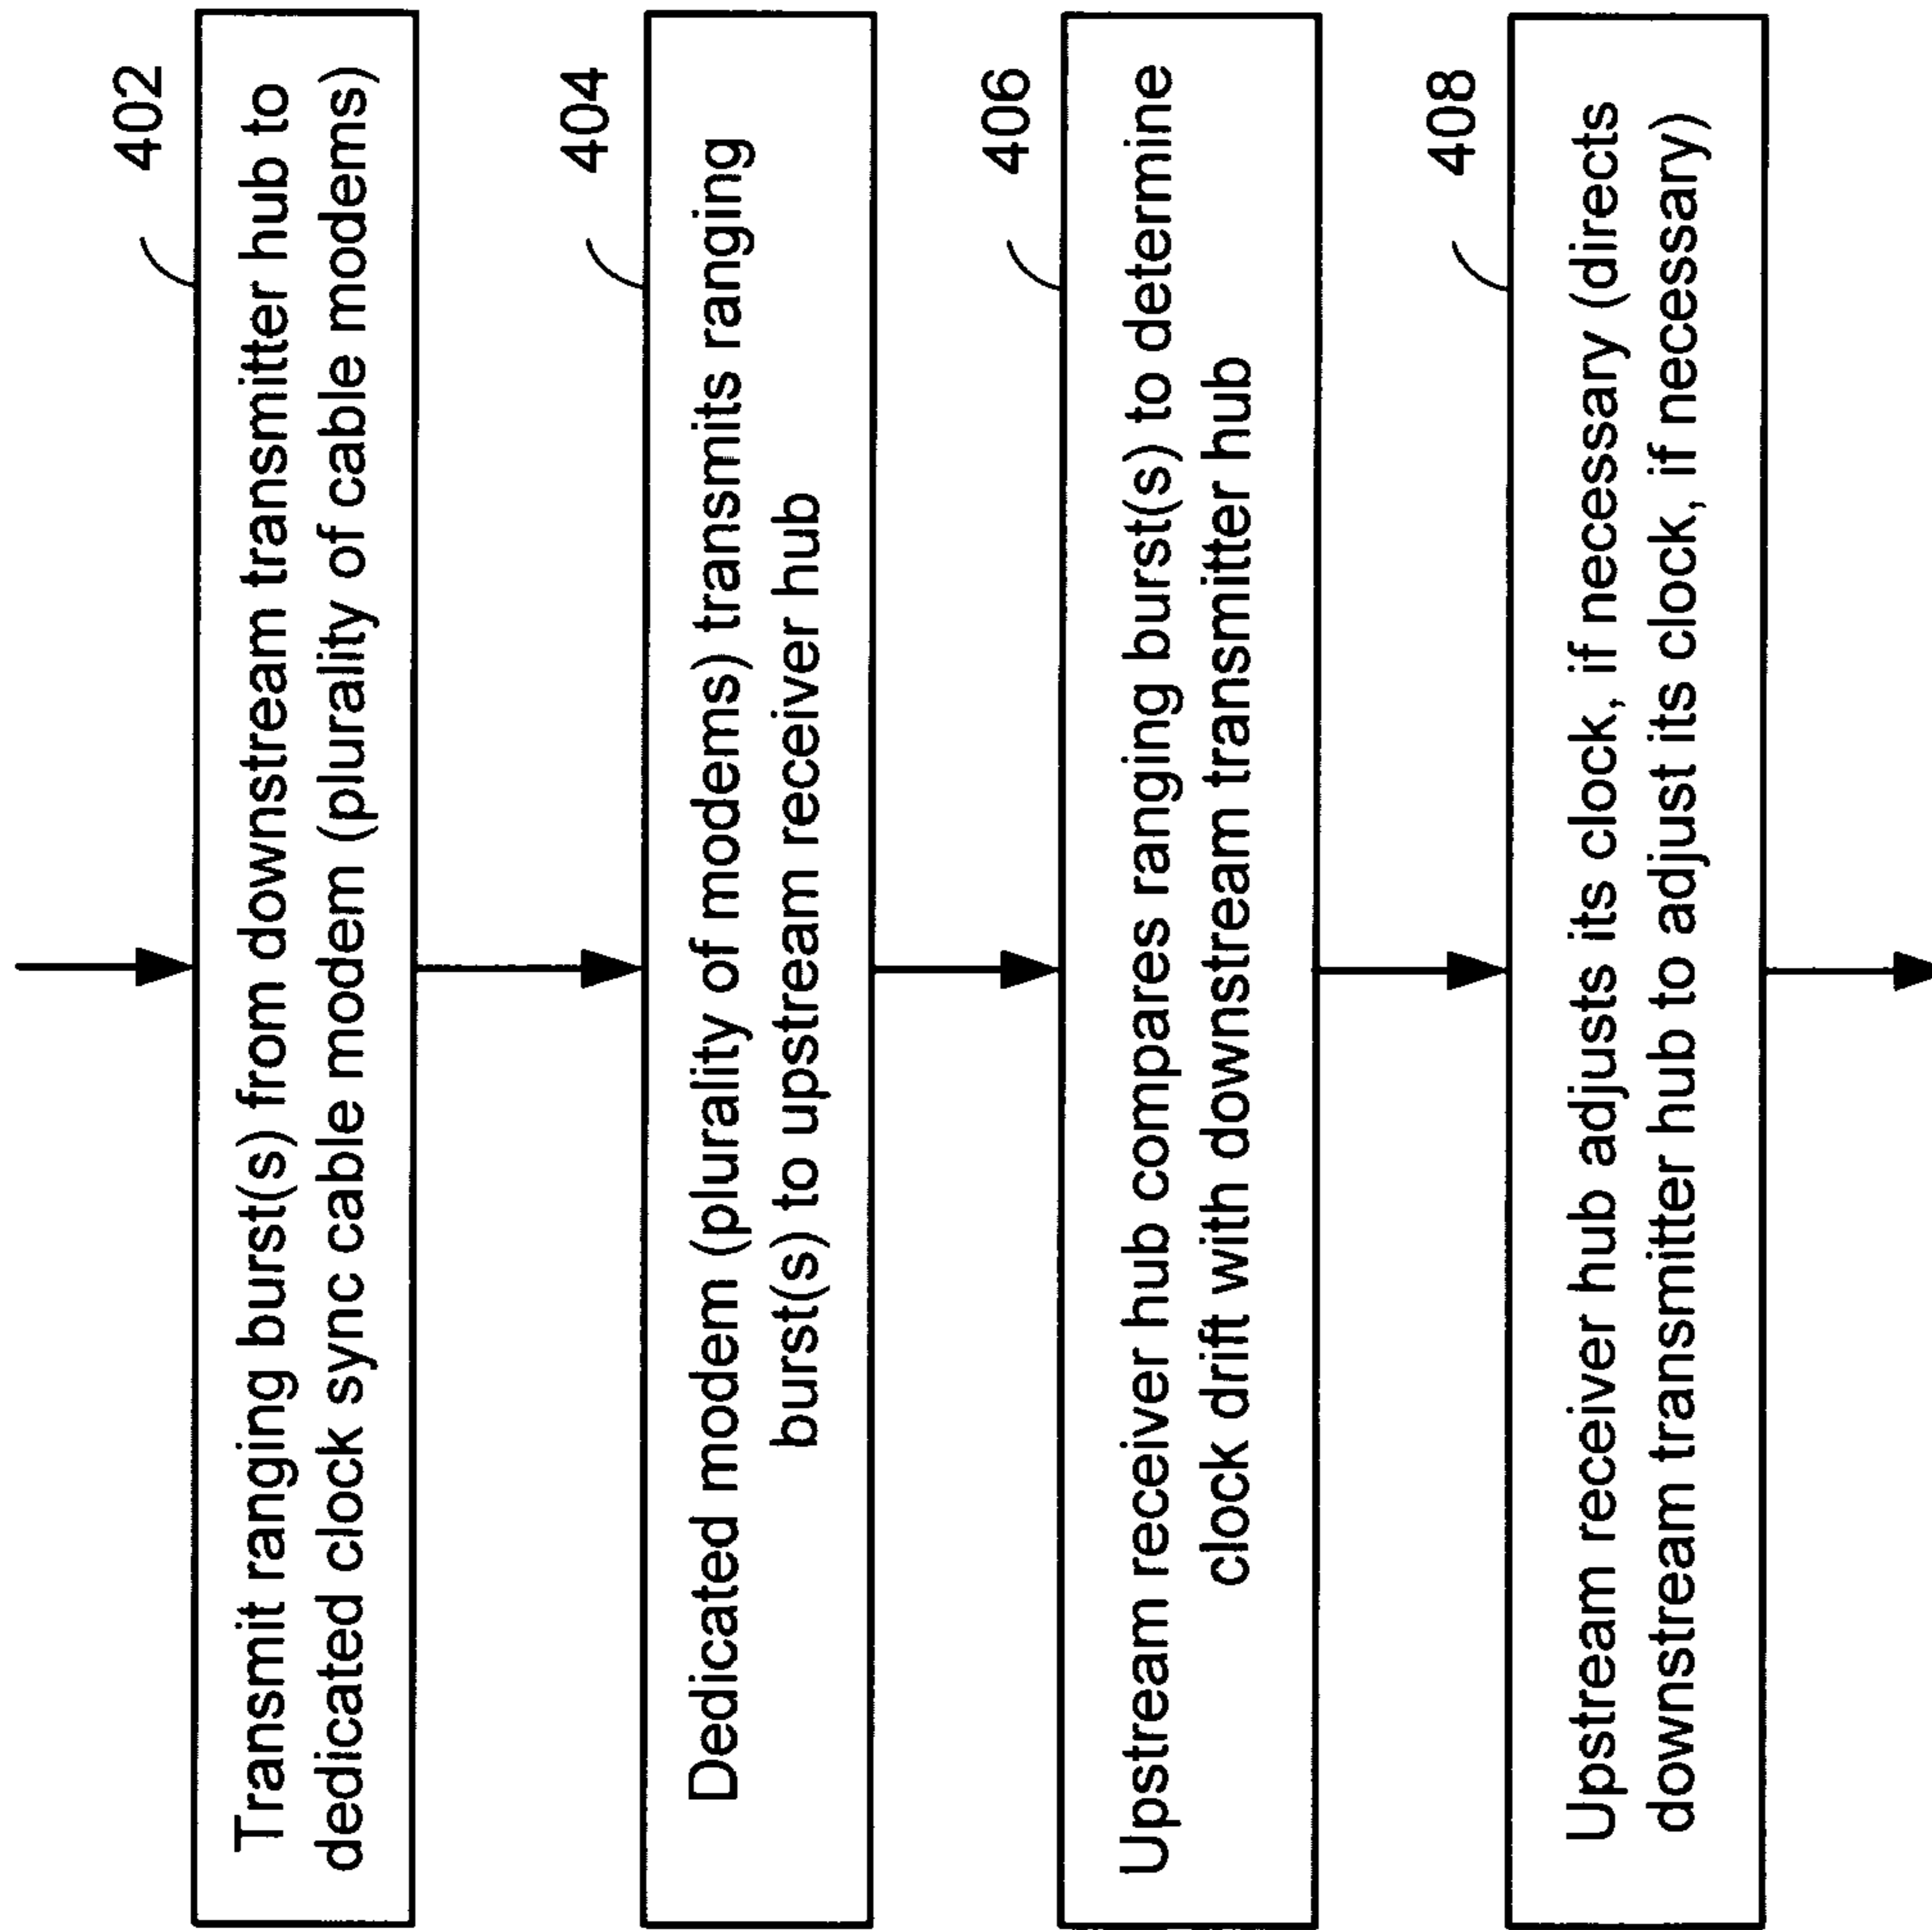 402
Transmit ranging burst(s) from downstream transmitter hub to
dedicated clock sync cable modem (plurality of cable modems)
404
Dedicated modem (plurality of modems) transmits ranging
burst(s) to upstream receiver hub
406
Upstream receiver hub compares ranging burst(s) to determine
clock drift with downstream transmitter hub
408
Upstream receiver hub adjusts its clock, if necessary (directs
downstream transmitter hub to adjust its clock, if necessary)